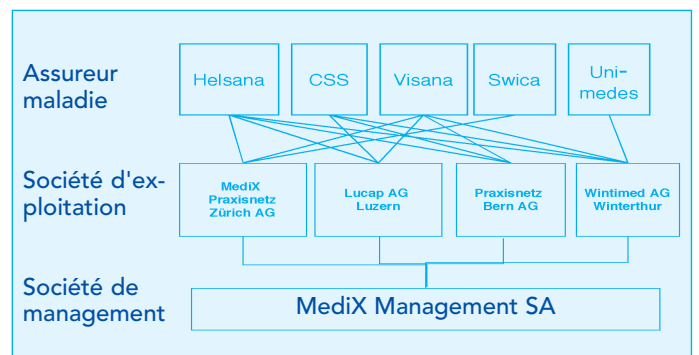 Assureur
maladie
Helsana
CSS
Visana
Swica
Uni-
medes
Société d'ex-
ploitation
MediX
Praxisnetz
Zürich AG
Lucap AG
Luzern
Praxisnetz
Bern AG
Wintimed AG
Winterthur
Société de
management
MediX Management SA